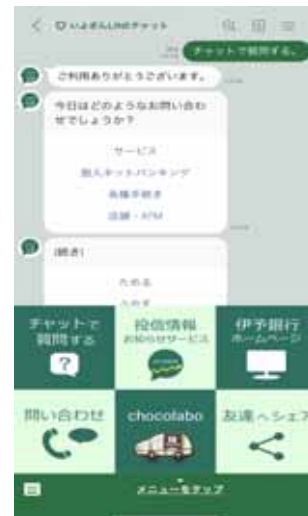 いよぎんLINEチャット
チャットで質問する。
ご利用ありがとうございます。
今日はどのようなお問い合わ
せでしょうか?
サービス
個人ネットバンキング
各種手続き
店舗・ATM
(続き)
ためる
チャットで
質問する
投信情報
お知らせサービス
伊予銀行
ホームページ
問い合わせ
chocolabo
友達へシェア
メニューをタップ